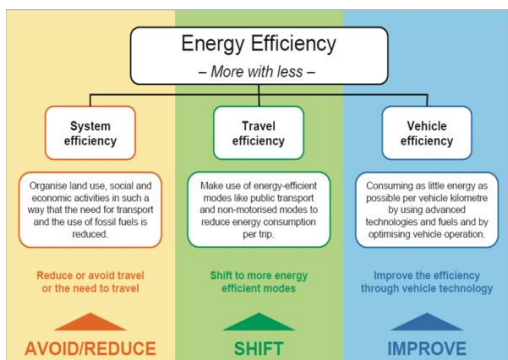 Energy Efficiency
– More with less –
System
efficiency
Organise land use, social and
economic activities in such a
way that the need for transport
and the use of fossil fuels is
reduced.
Reduce or avoid travel
or the need to travel
AVOID/REDUCE
Travel
efficiency
Make use of energy-efficient
modes like public transport
and non-motorised modes to
reduce energy consumption
per trip.
Shift to more energy
efficient modes
SHIFT
Vehicle
efficiency
Consuming as little energy as
possible per vehicle kilometre
by using advanced
technologies and fuels and by
optimising vehicle operation.
Improve the efficiency
through vehicle technology
IMPROVE